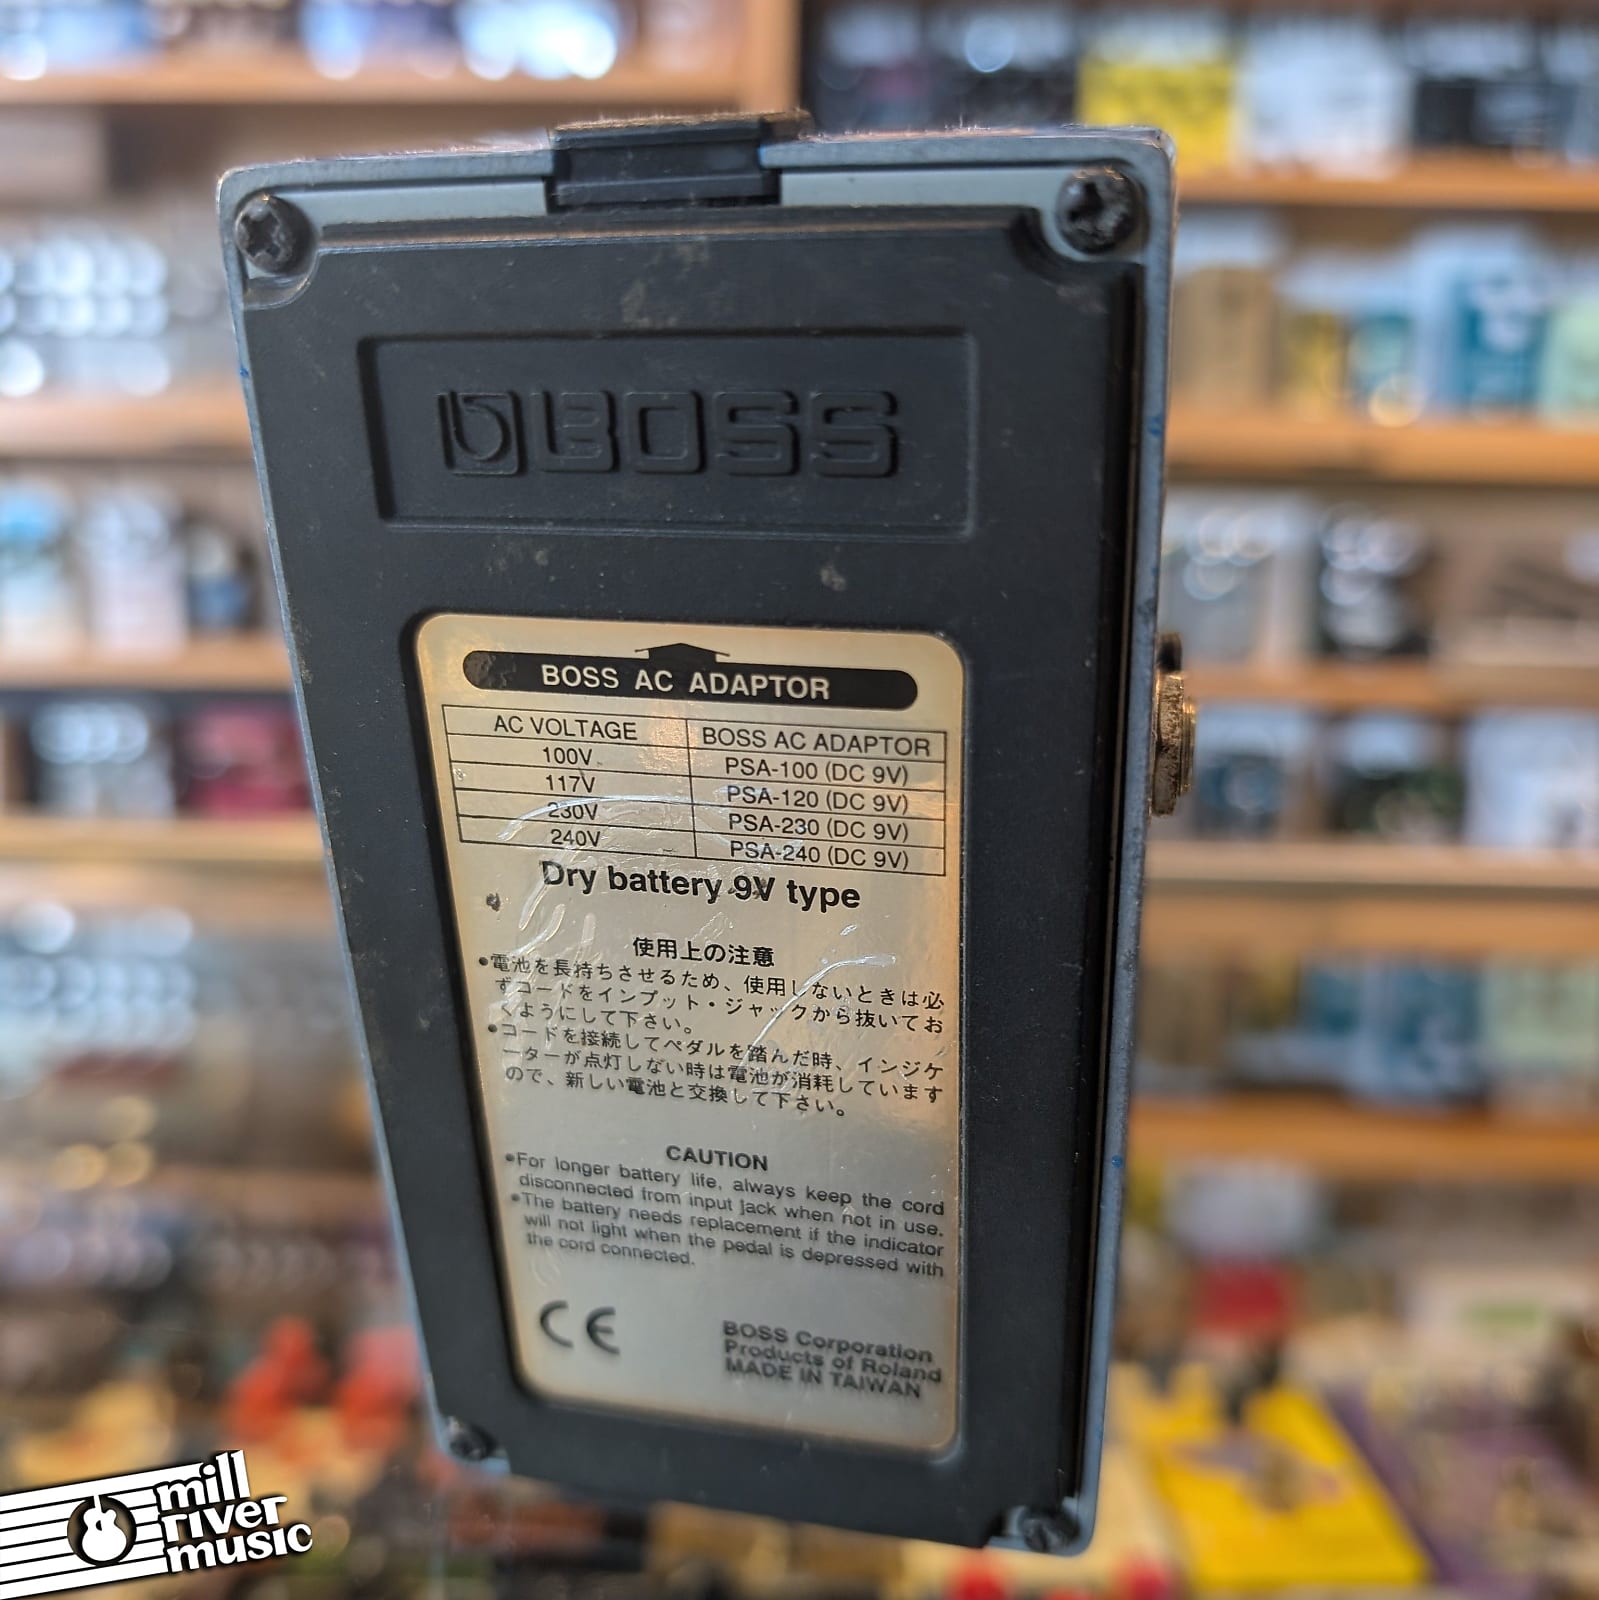 BOSS
BOSS AC ADAPTOR
AC VOLTAGE BOSS AC ADAPTOR
100V PSA-100 (DC 9V)
117V PSA-120 (DC 9V)
230V PSA-230 (DC 9V)
240V PSA-240 (DC 9V)
Dry battery 9V type
使用上の注意
●電池を長持ちさせるため、使用しないときは必
ずコードをインプット・ジャックから抜いてお
くようにして下さい。
●コードを接続してペダルを踏んだ時、インジケ
ーターが点灯しない時は電池が消耗しています
ので、新しい電池と交換して下さい。
CAUTION
●For longer battery life, always keep the cord
disconnected from input jack when not in use.
●The battery needs replacement if the indicator
will not light when the pedal is depressed with
the cord connected.
CE
BOSS Corporation
Products of Roland
MADE IN TAIWAN
mill
river
music